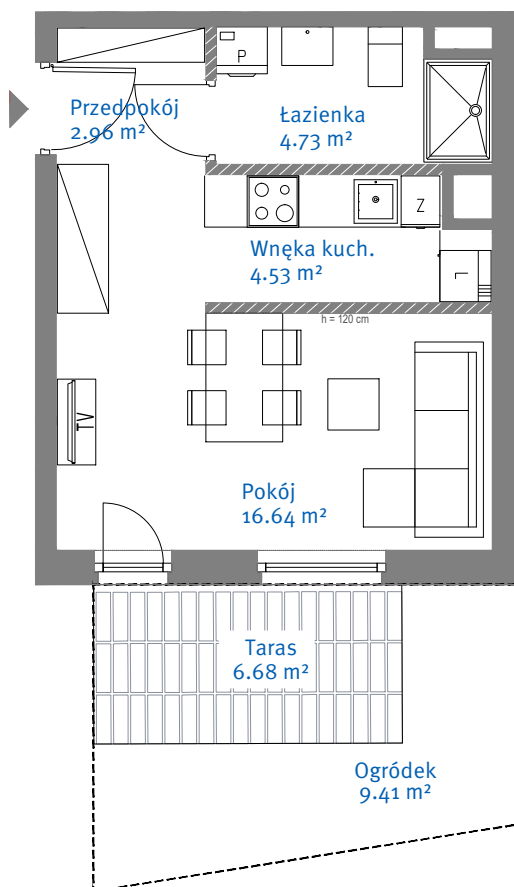 P
Przedpokój
2.96 m²
Łazienka
4.73 m²
Z
Wnęka kuch.
4.53 m²
L
h = 120 cm
TV
Pokój
16.64 m²
Taras
6.68 m²
Ogródek
9.41 m²